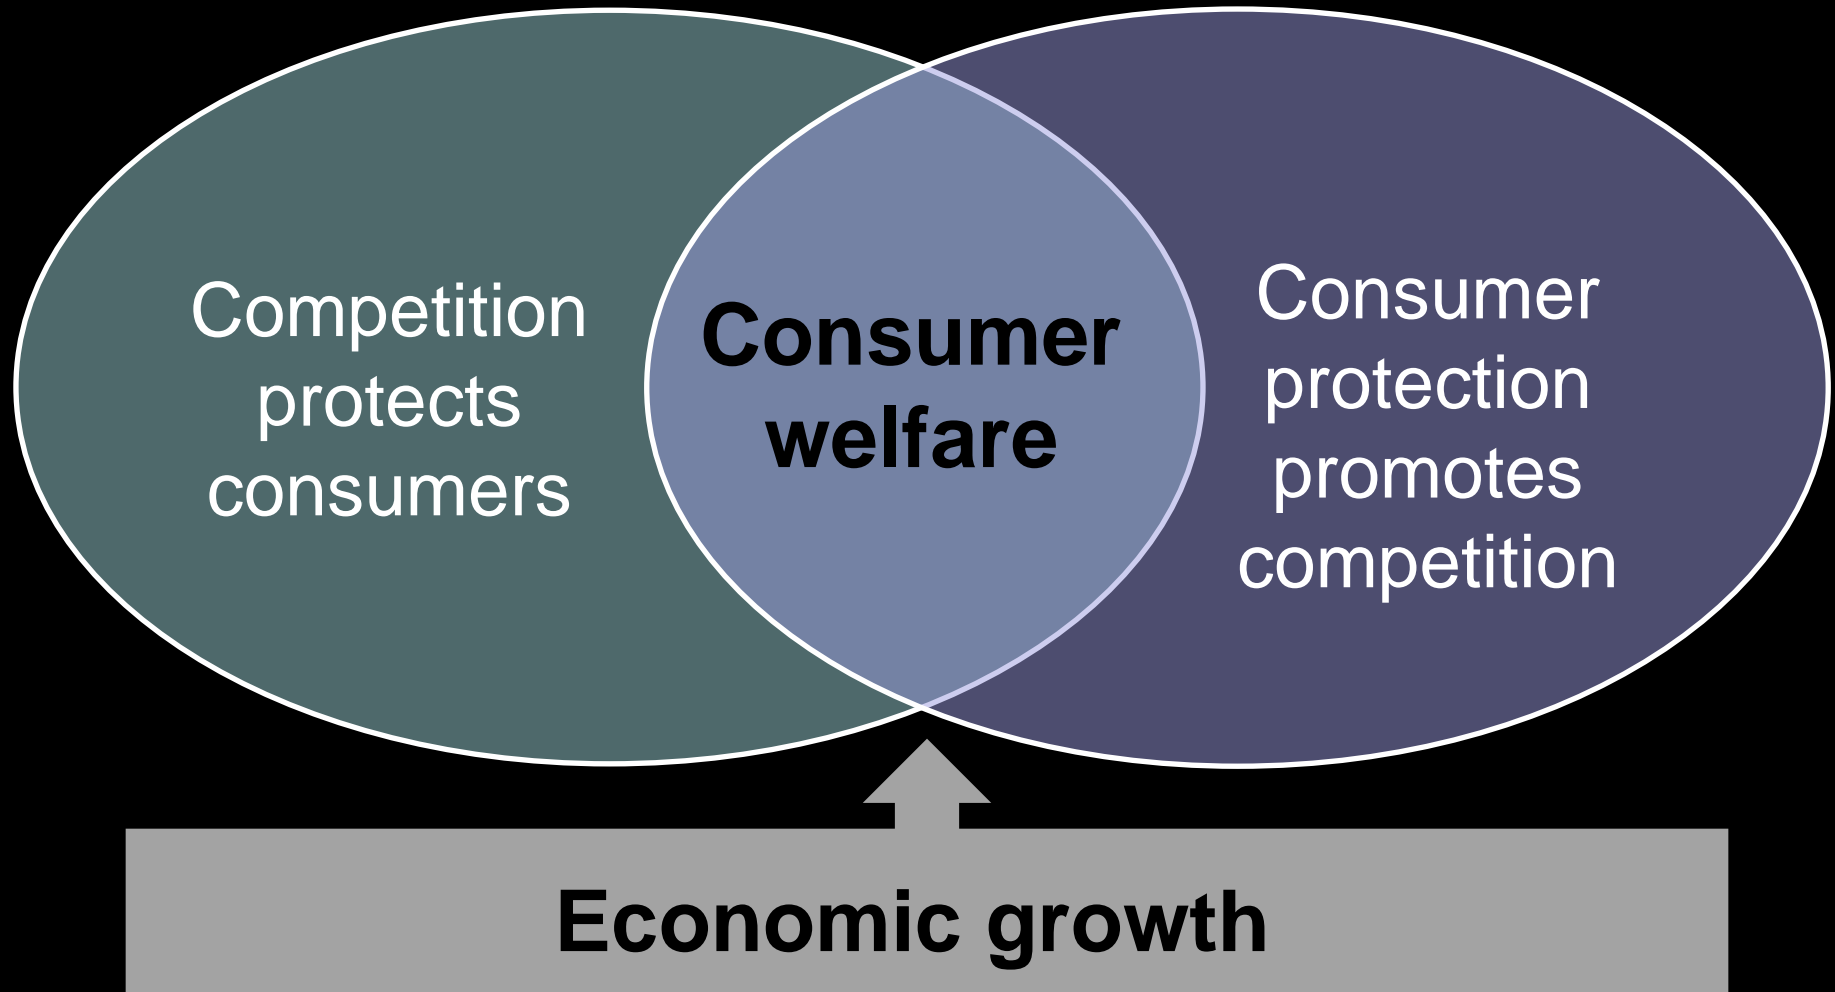 Competition
protects
consumers
Consumer
welfare
Consumer
protection
promotes
competition
Economic growth